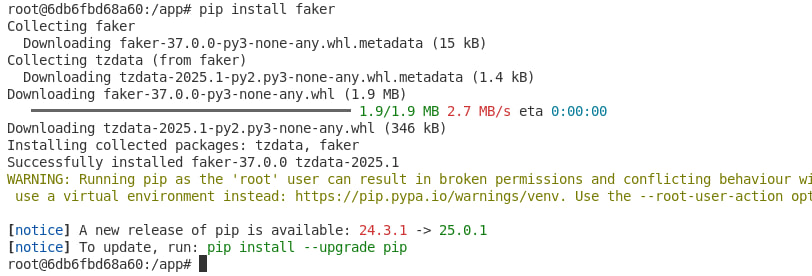 root@6db6fbd68a60:/app# pip install faker
Collecting faker
  Downloading faker-37.0.0-py3-none-any.whl.metadata (15 kB)
Collecting tzdata (from faker)
  Downloading tzdata-2025.1-py2.py3-none-any.whl.metadata (1.4 kB)
Downloading faker-37.0.0-py3-none-any.whl (1.9 MB)
1.9/1.9 MB 2.7 MB/s eta 0:00:00
Downloading tzdata-2025.1-py2.py3-none-any.whl (346 kB)
Installing collected packages: tzdata, faker
Successfully installed faker-37.0.0 tzdata-2025.1
WARNING: Running pip as the 'root' user can result in broken permissions and conflicting behaviour wi
use a virtual environment instead: https://pip.pypa.io/warnings/venv. Use the --root-user-action opt
[notice] A new release of pip is available: 24.3.1 -> 25.0.1
[notice] To update, run: pip install --upgrade pip
root@6db6fbd68a60:/app#